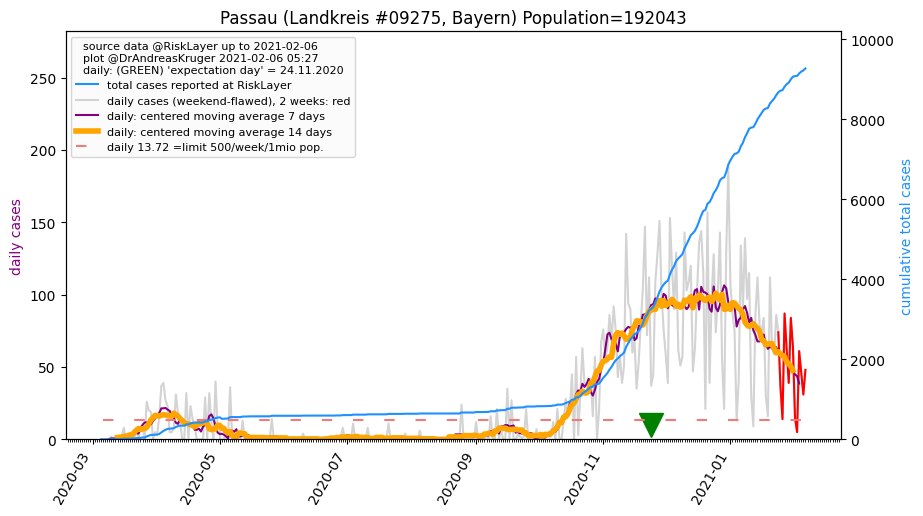 Passau (Landkreis #09275, Bayern) Population=192043
source data @RiskLayer up to 2021-02-06
plot @DrAndreasKruger 2021-02-06 05:27
daily: (GREEN) 'expectation day' = 24.11.2020
total cases reported at RiskLayer
daily cases (weekend-flawed), 2 weeks: red
daily: centered moving average 7 days
daily: centered moving average 14 days
daily 13.72 =limit 500/week/1mio pop.
daily cases
250
200
150
100
50
0
cumulative total cases
10000
8000
6000
4000
2000
0
2020-03
2020-05
2020-07
2020-09
2020-11
2021-01